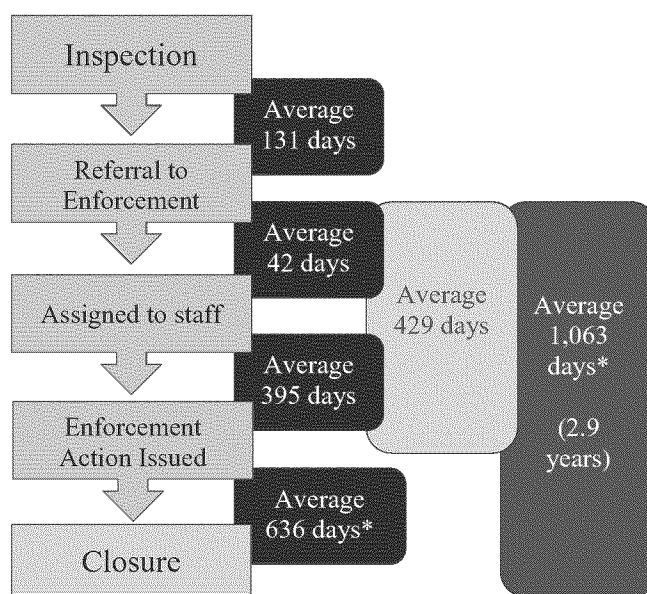 Inspection
Average
131 days
Referral to
Enforcement
Average
42 days
Assigned to staff
Average
395 days
Enforcement
Action Issued
Average
636 days*
Closure
Average
429 days
Average
1,063
days*
(2.9
years)